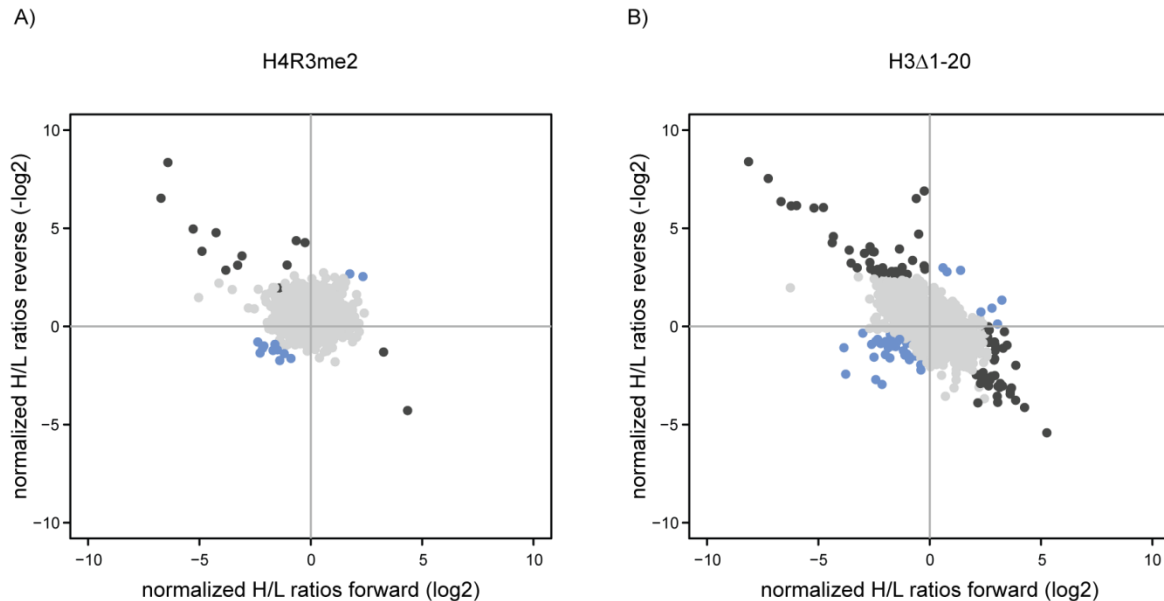 A)
H4R3me2
10
5
0
−5
−10
normalized H/L ratios reverse (-log2)
−10
−5
0
5
10
normalized H/L ratios forward (log2)
B)
H3Δ1-20
10
5
0
−5
−10
normalized H/L ratios reverse (-log2)
−10
−5
0
5
10
normalized H/L ratios forward (log2)